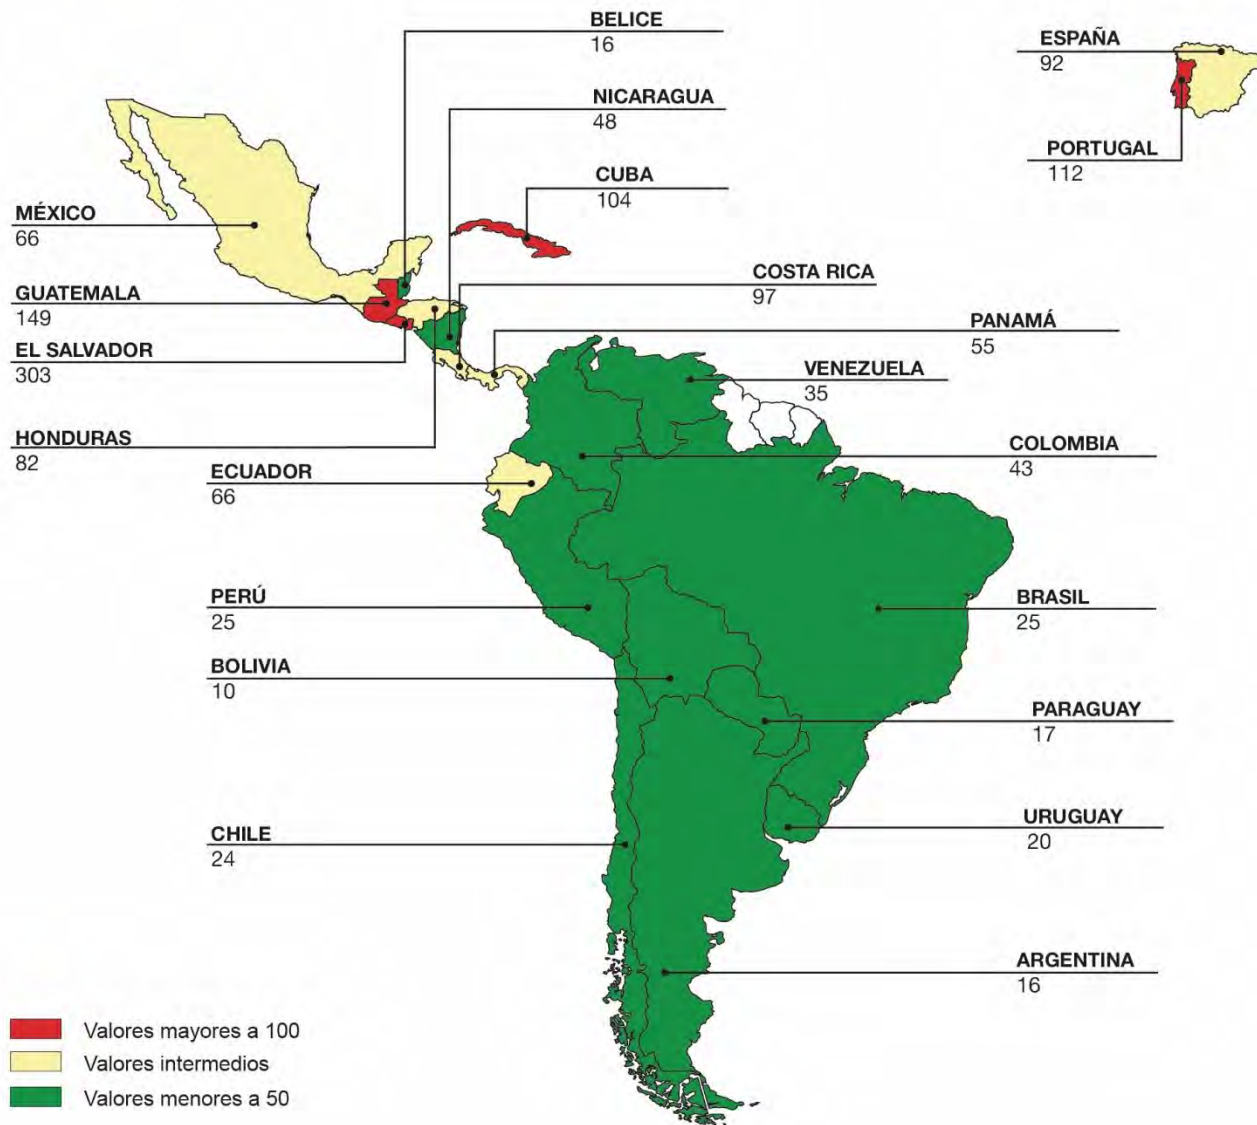 BELICE
16
ESPAÑA
92
NICARAGUA
48
PORTUGAL
112
CUBA
104
MÉXICO
66
COSTA RICA
97
GUATEMALA
149
PANAMÁ
55
EL SALVADOR
303
VENEZUELA
35
HONDURAS
82
COLOMBIA
43
ECUADOR
66
PERÚ
25
BRASIL
25
BOLIVIA
10
PARAGUAY
17
URUGUAY
20
CHILE
24
ARGENTINA
16
Valores mayores a 100
Valores intermedios
Valores menores a 50